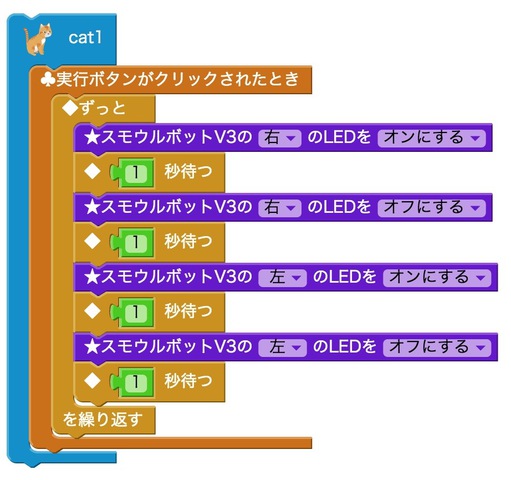 cat1
♣実行ボタンがクリックされたとき
◆ずっと
★スモウルボットV3の 右 のLEDを オンにする
◆ 1 秒待つ
★スモウルボットV3の 右 のLEDを オフにする
◆ 1 秒待つ
★スモウルボットV3の 左 のLEDを オンにする
◆ 1 秒待つ
★スモウルボットV3の 左 のLEDを オフにする
◆ 1 秒待つ
を繰り返す